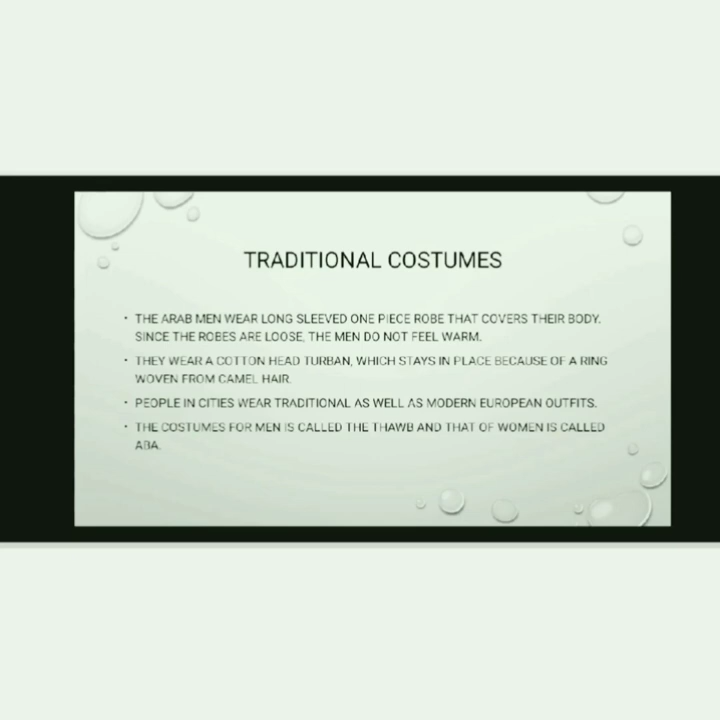 TRADITIONAL COSTUMES
• THE ARAB MEN WEAR LONG SLEEVED ONE PIECE ROBE THAT COVERS THEIR BODY.
SINCE THE ROBES ARE LOOSE, THE MEN DO NOT FEEL WARM.
• THEY WEAR A COTTON HEAD TURBAN, WHICH STAYS IN PLACE BECAUSE OF A RING
WOVEN FROM CAMEL HAIR.
• PEOPLE IN CITIES WEAR TRADITIONAL AS WELL AS MODERN EUROPEAN OUTFITS.
• THE COSTUMES FOR MEN IS CALLED THE THAWB AND THAT OF WOMEN IS CALLED
ABA.